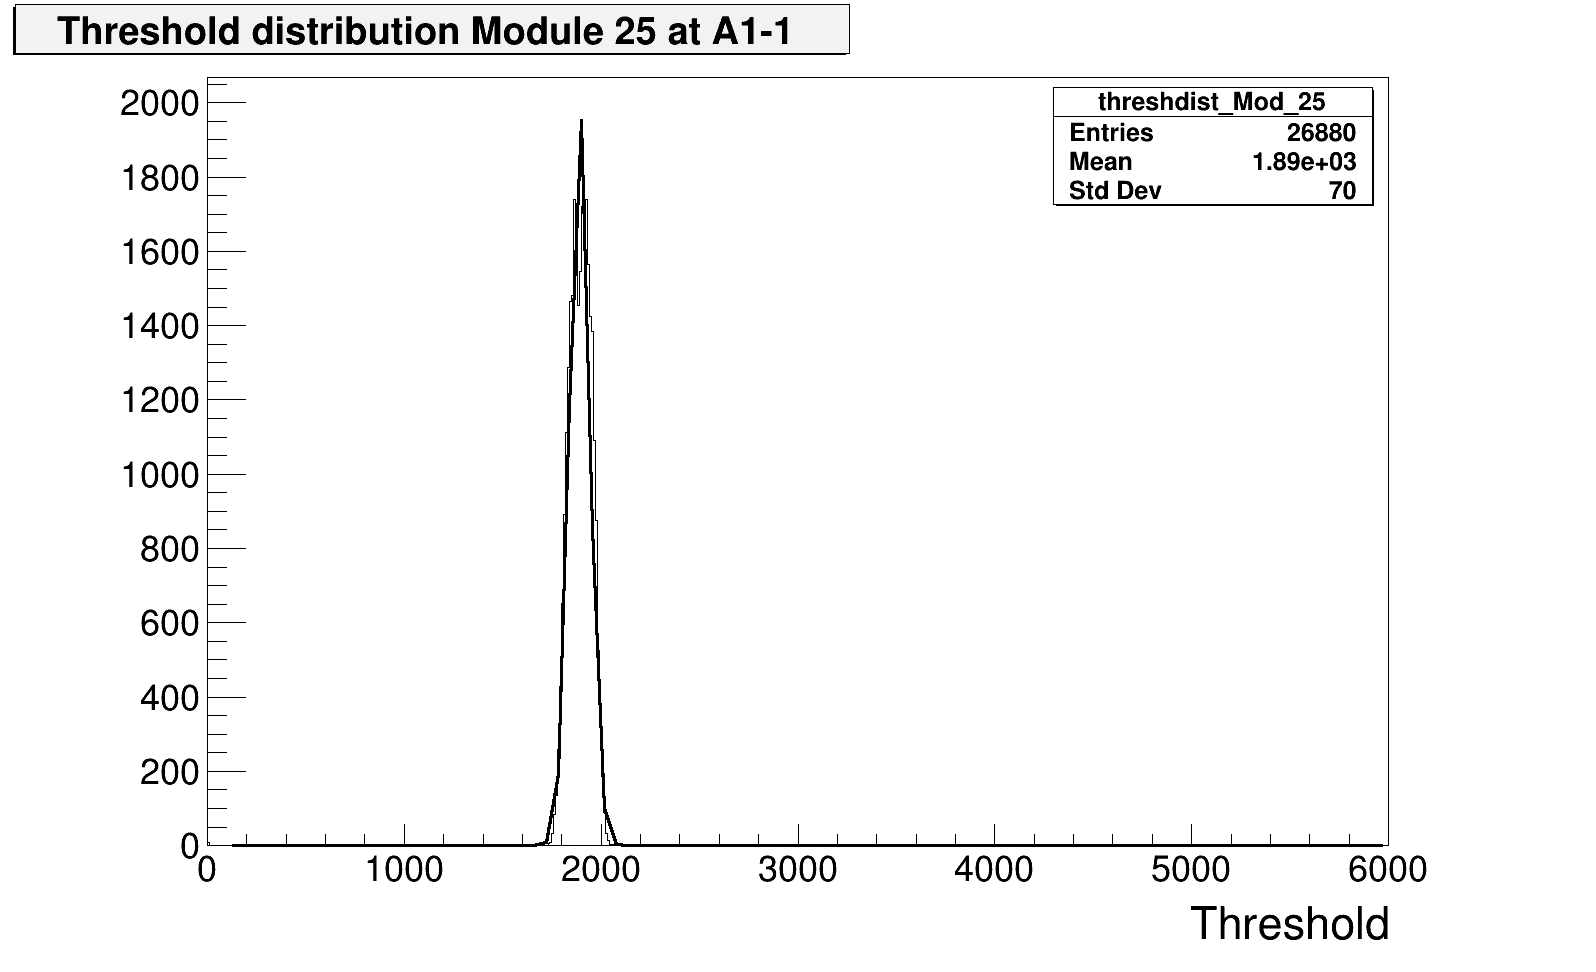 Threshold distribution Module 25 at A1-1
threshdist_Mod_25
Entries 26880
Mean 1.89e+03
Std Dev 70
2000
1800
1600
1400
1200
1000
800
600
400
200
0
0 1000 2000 3000 4000 5000 6000
Threshold